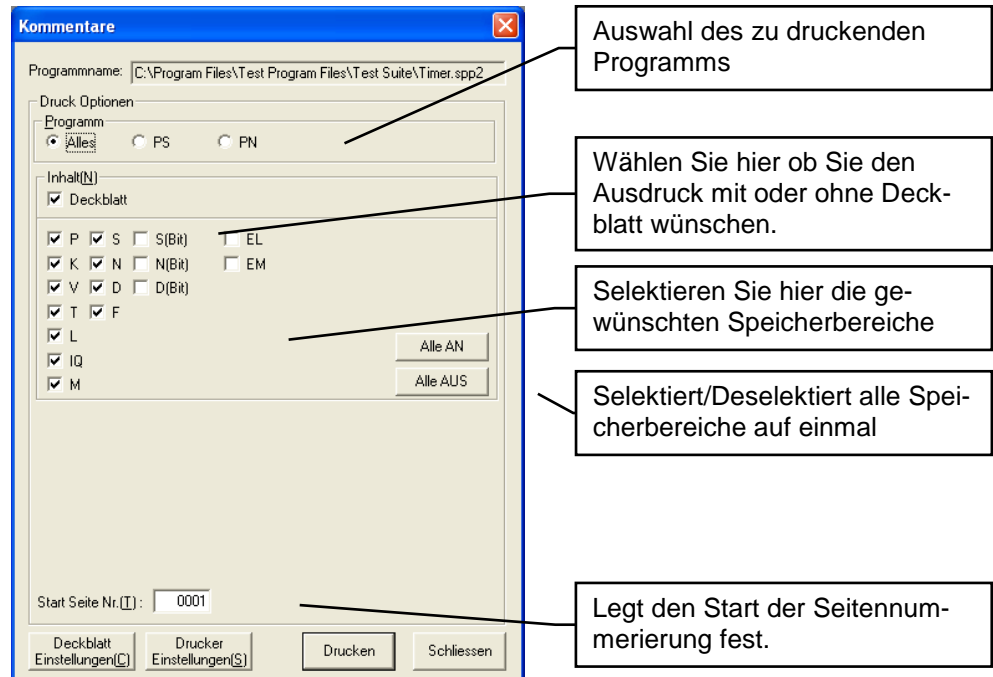 Kommentare
Programmname: C:\Program Files\Test Program Files\Test Suite\Timer.spp2
Druck Optionen
Programm
Alles PS PN
Inhalt(N)
Deckblatt
P S S(Bit) EL
K N N(Bit) EM
V D D(Bit)
T F
L
IQ
M
Alle AN
Alle AUS
Start Seite Nr.(T) : 0001
Deckblatt
Einstellungen(C)
Drucker
Einstellungen(S)
Drucken
Schliessen
Auswahl des zu druckenden
Programms
Wählen Sie hier ob Sie den
Ausdruck mit oder ohne Deck-
blatt wünschen.
Selektieren Sie hier die ge-
wünschten Speicherbereiche
Selektiert/Deselektiert alle Spei-
cherbereiche auf einmal
Legt den Start der Seitennum-
merierung fest.